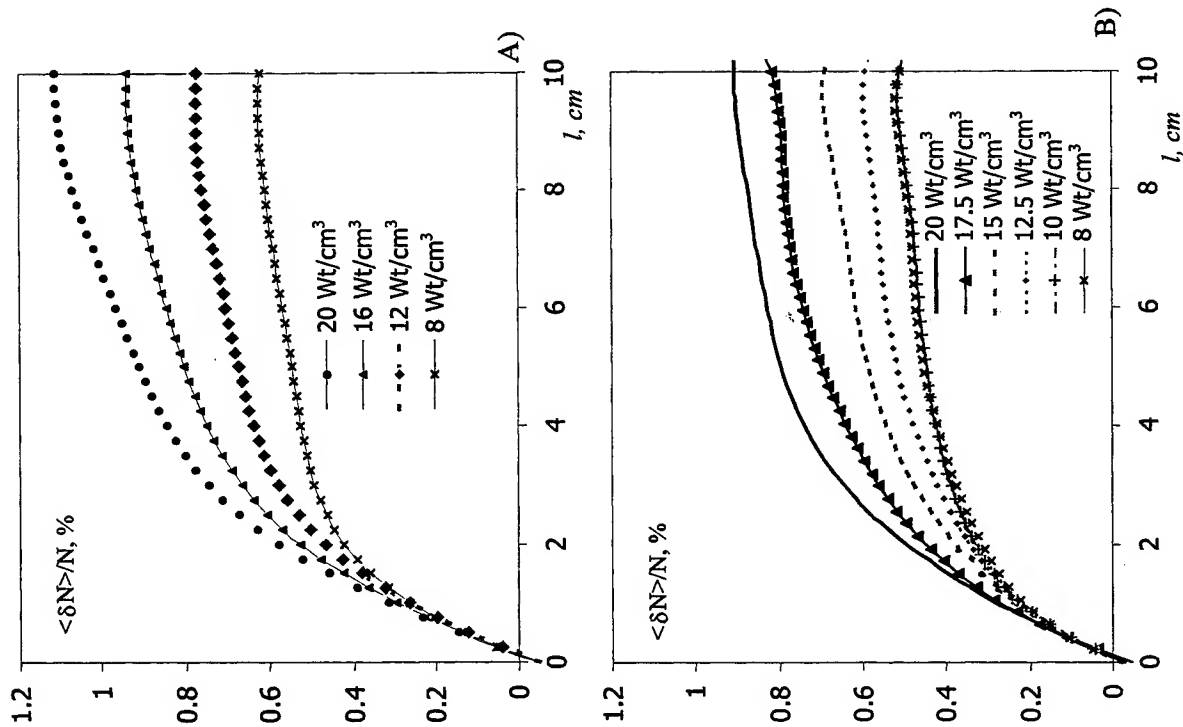 <δN>/N, %
1.2
1
0.8
0.6
0.4
0.2
0
20 Wt/cm³
16 Wt/cm³
12 Wt/cm³
8 Wt/cm³
0
2
4
6
8
10
l, cm
A)
<δN>/N, %
1.2
1
0.8
0.6
0.4
0.2
0
20 Wt/cm³
17.5 Wt/cm³
15 Wt/cm³
12.5 Wt/cm³
10 Wt/cm³
8 Wt/cm³
0
2
4
6
8
10
l, cm
B)